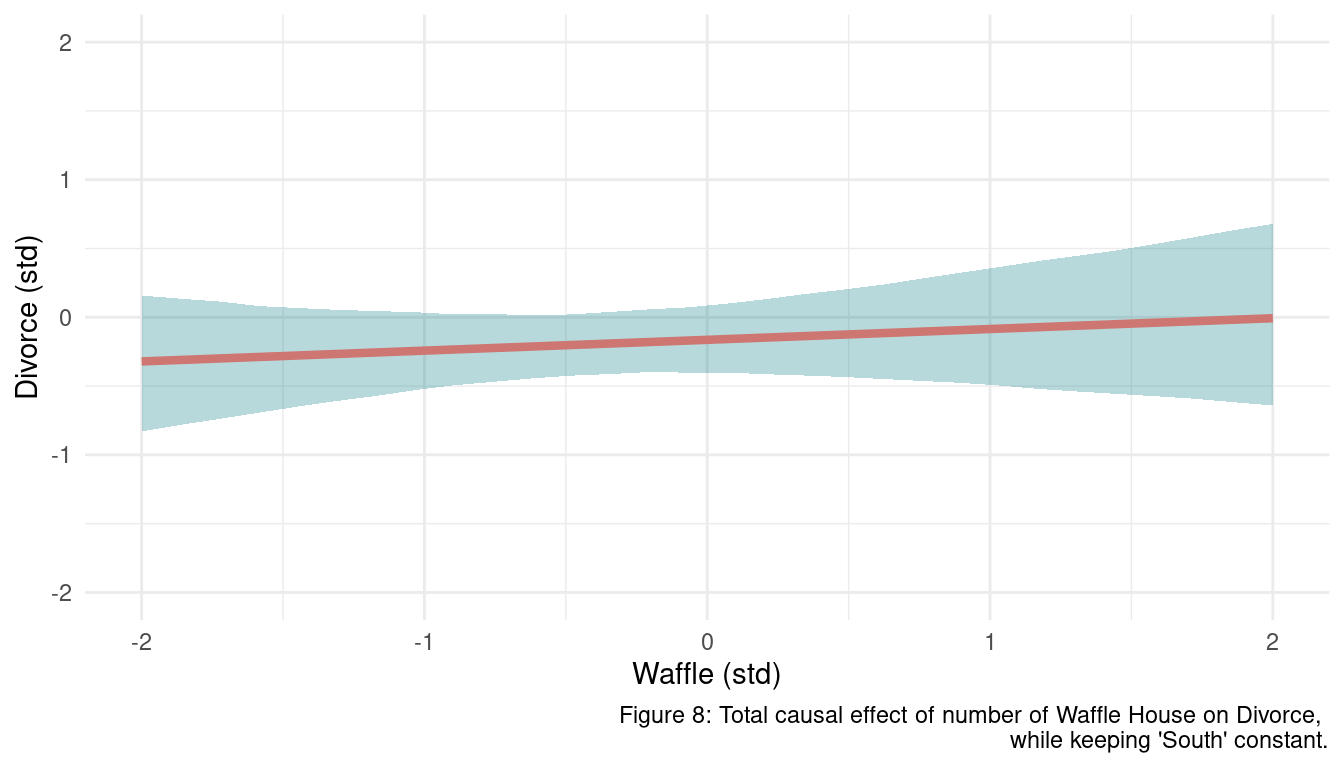 2
1
0
-1
-2
Divorce (std)
-2
-1
0
1
2
Waffle (std)
Figure 8: Total causal effect of number of Waffle House on Divorce,
while keeping 'South' constant.